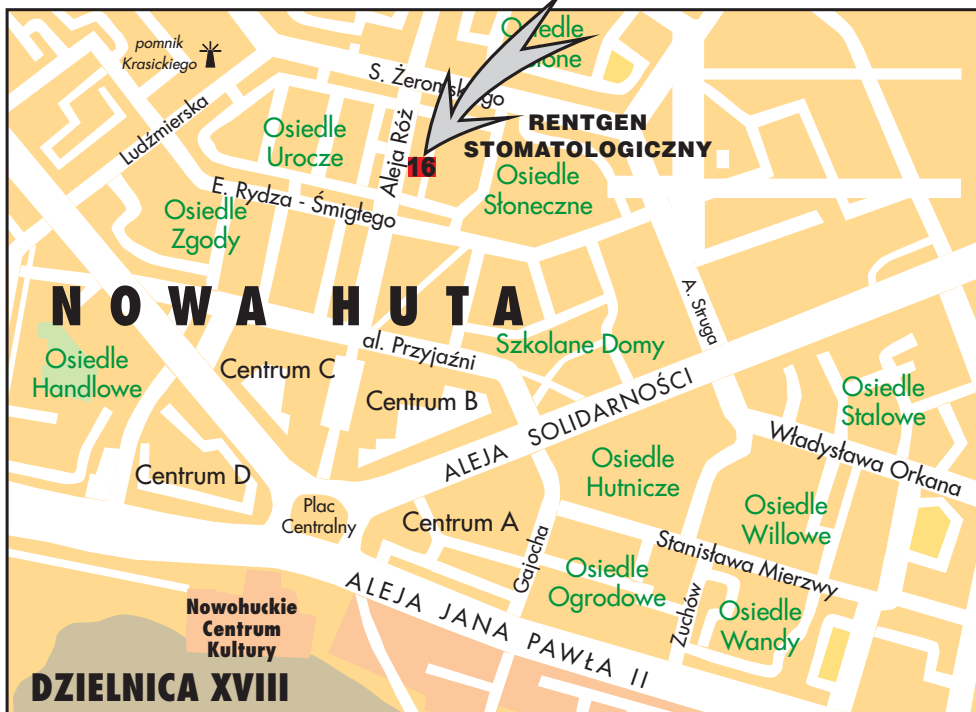 pomnik
Krasickiego
Osiedle
S. Żeromskiego
Ludźmierska
Osiedle
Urocze
Aleja Róż
RENTGEN
STOMATOLOGICZNY
16
Osiedle
Słoneczne
E. Rydza - Śmigłego
Osiedle
Zgody
NOWA HUTA
A. Struga
al. Przyjaźni
Szkolane Domy
Osiedle
Handlowe
Centrum C
Centrum B
ALEJA SOLIDARNOŚCI
Osiedle
Stalowe
Władysława Orkana
Centrum D
Osiedle
Hutnicze
Plac
Centralny
Centrum A
Osiedle
Willowe
Gajocha
Stanisława Mierzwy
Osiedle
Ogrodowe
Zuchów
Osiedle
Wandy
ALEJA JANA PAWŁA II
Nowohuckie
Centrum
Kultury
DZIELNICA XVIII